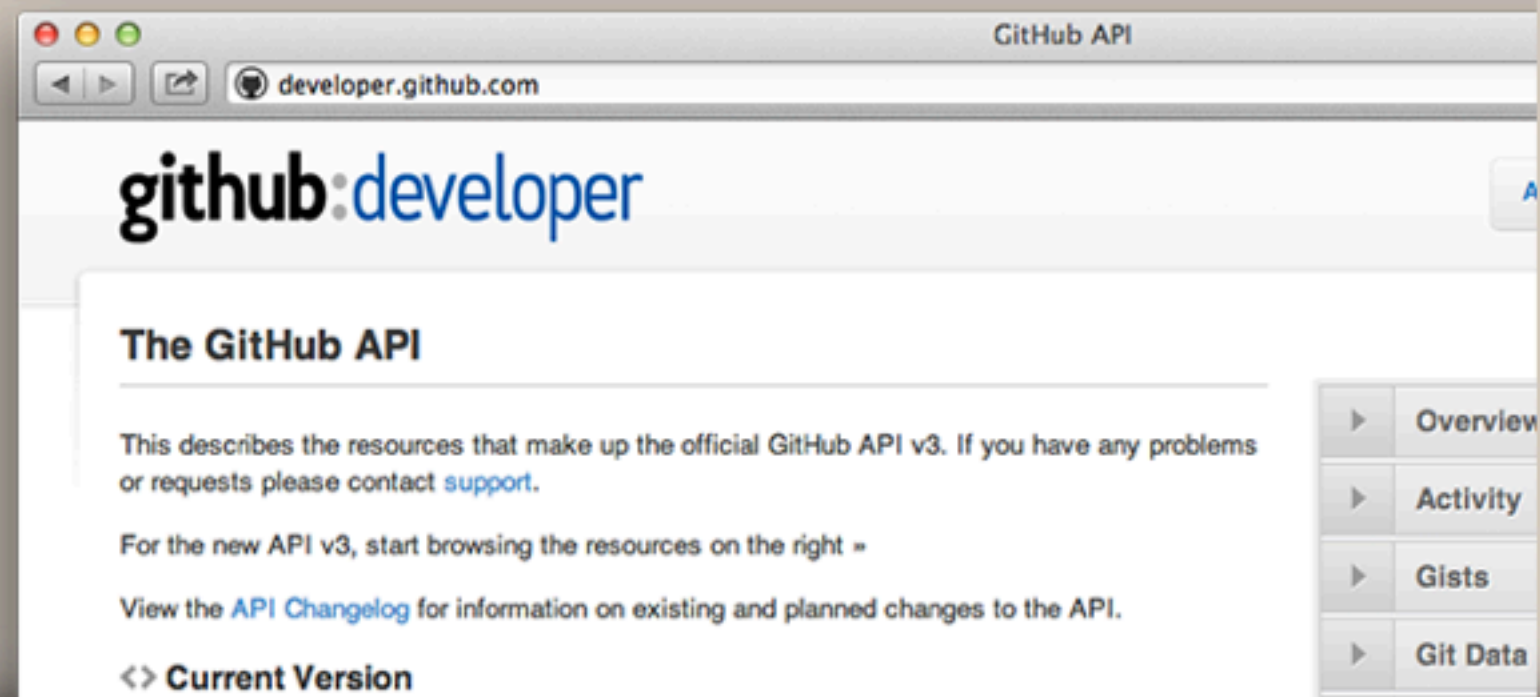 GitHub API
developer.github.com
github:developer
The GitHub API
This describes the resources that make up the official GitHub API v3. If you have any problems
or requests please contact support.
For the new API v3, start browsing the resources on the right »
View the API Changelog for information on existing and planned changes to the API.
<> Current Version
Overview
Activity
Gists
Git Data